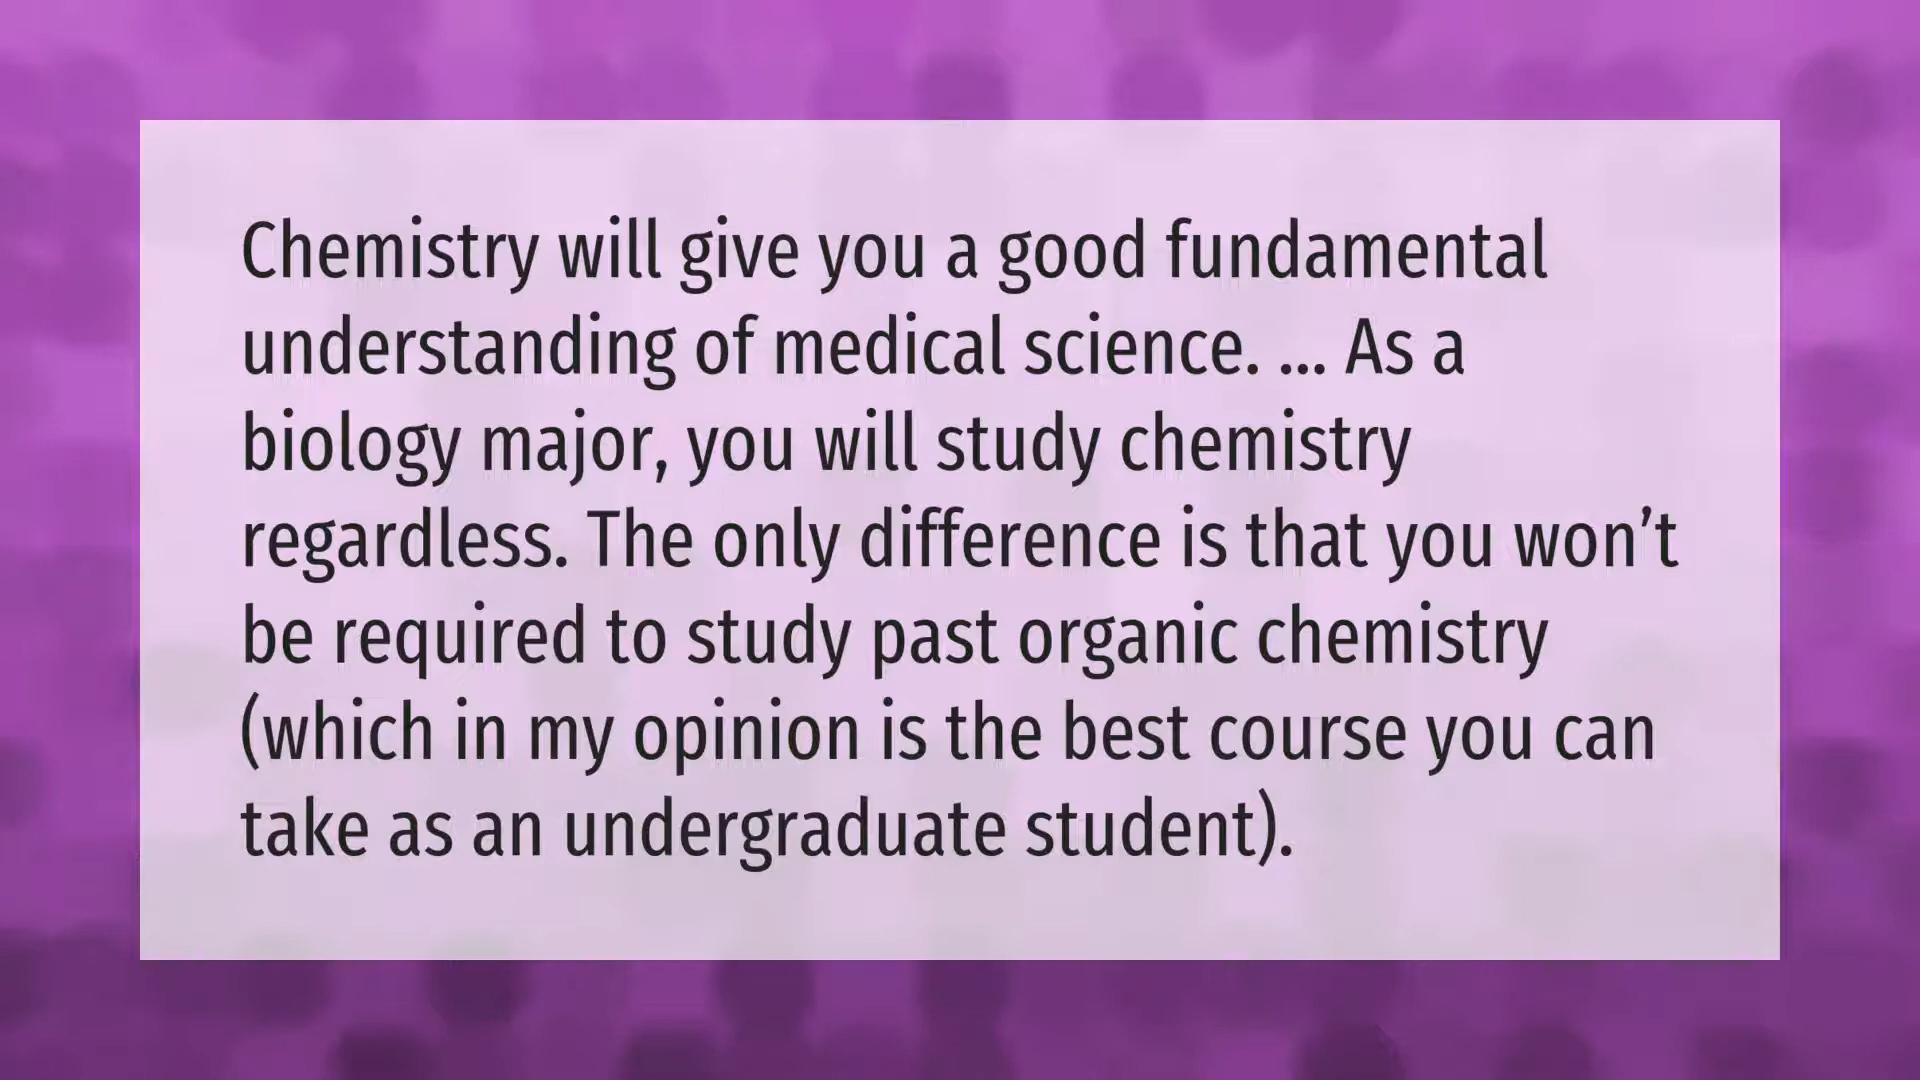 Chemistry will give you a good fundamental
understanding of medical science. ... As a
biology major, you will study chemistry
regardless. The only difference is that you won’t
be required to study past organic chemistry
(which in my opinion is the best course you can
take as an undergraduate student).